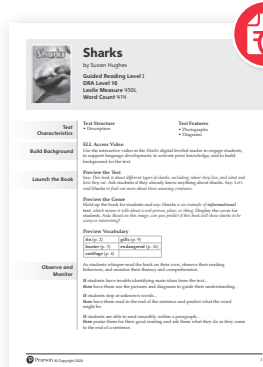 Sharks
Sharks
by Susan Hughes
Guided Reading Level I
DRA Level 16
Lexile Measure 450L
Word Count 414
Text Characteristics
Text Structure
• Description
Text Features
• Photographs
• Diagrams
Build Background
ELL Access Video
Use the interactive video in the digital leveled reader to engage students,
to support language development, to activate prior knowledge, and to build
background for the text.
Launch the Book
Preview the Text
Say: This book is about different types of sharks, including where they live, and what and
how they eat. Ask students if they already know anything about sharks. Say: Let's
read Sharks to find out more about these amazing creatures.
Preview the Genre
Hold up the book for students and say: Sharks is an example of informational
text, which means it tells about a real person, place, or thing. Display the cover for
students. Ask: Based on this image, can you predict if this book will show sharks to be
scary or interesting?
Preview Vocabulary
fin (p. 2)
gills (p. 9)
hunter (p. 5)
endangered (p. 16)
cartilage (p. 6)
Observe and Monitor
As students whisper-read the book on their own, observe their reading
behaviors, and monitor their fluency and comprehension.
If students have trouble identifying main ideas from the text…
then have them use the pictures and diagrams to guide their understanding.
If students stop at unknown words…
then have them read to the end of the sentence and predict what the word
might be.
If students are able to read smoothly within a paragraph…
then praise them for their good reading and ask them what they do as they come
to the end of a sentence.
Pearson © Copyright 2020
1